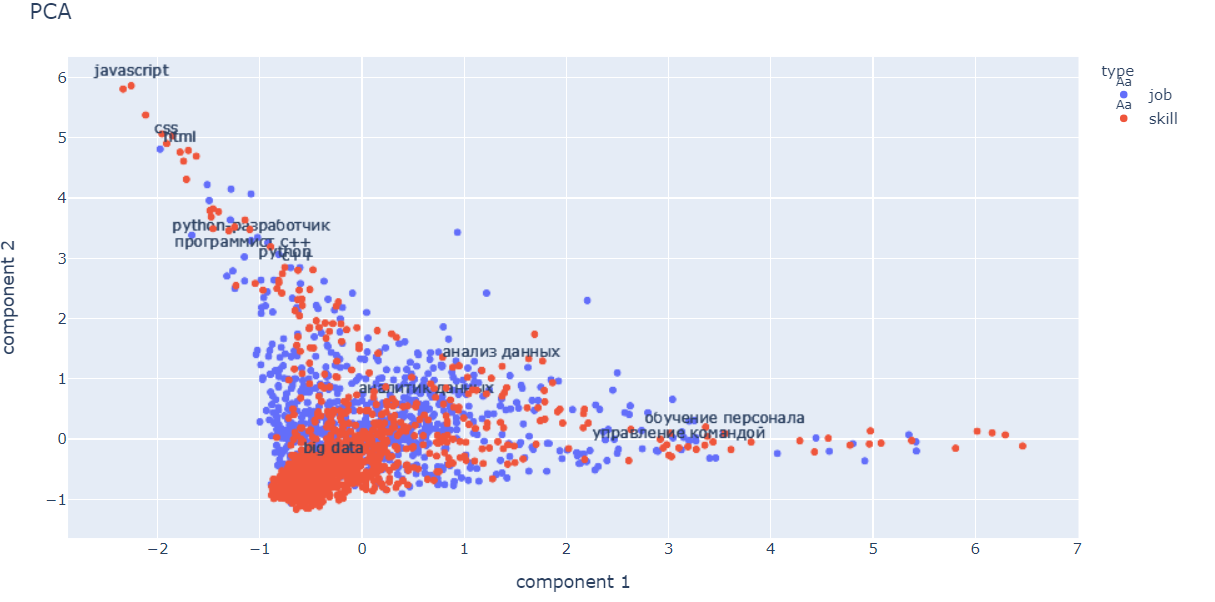 PCA
type
Aa
job
Aa
skill
javascript
css
html
python-разработчик
программист c++
python
c++
анализ данных
аналитик данных
обучение персонала
управление командой
big data
component 2
6
5
4
3
2
1
0
−1
−2
−1
0
1
2
3
4
5
6
7
component 1